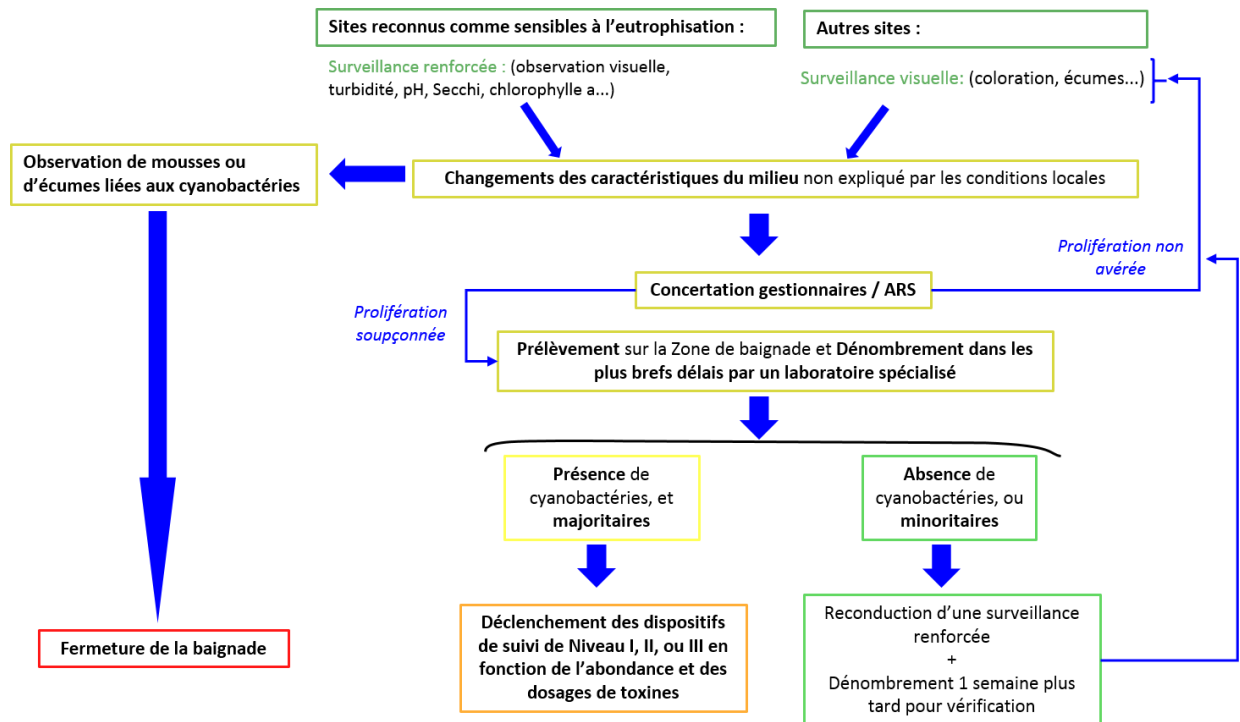 Sites reconnus comme sensibles à l'eutrophisation :
Surveillance renforcée : (observation visuelle,
turbidité, pH, Secchi, chlorophylle a...)
Autres sites :
Surveillance visuelle: (coloration, écumes...)
Observation de mousses ou
d'écumes liées aux cyanobactéries
Changements des caractéristiques du milieu non expliqué par les conditions locales
Prolifération non
avérée
Concertation gestionnaires / ARS
Prolifération
soupçonnée
Prélèvement sur la Zone de baignade et Dénombrement dans les
plus brefs délais par un laboratoire spécialisé
Présence de
cyanobactéries, et
majoritaires
Absence de
cyanobactéries, ou
minoritaires
Fermeture de la baignade
Déclenchement des dispositifs
de suivi de Niveau I, II, ou III en
fonction de l'abondance et des
dosages de toxines
Reconduction d'une surveillance
renforcée
+
Dénombrement 1 semaine plus
tard pour vérification